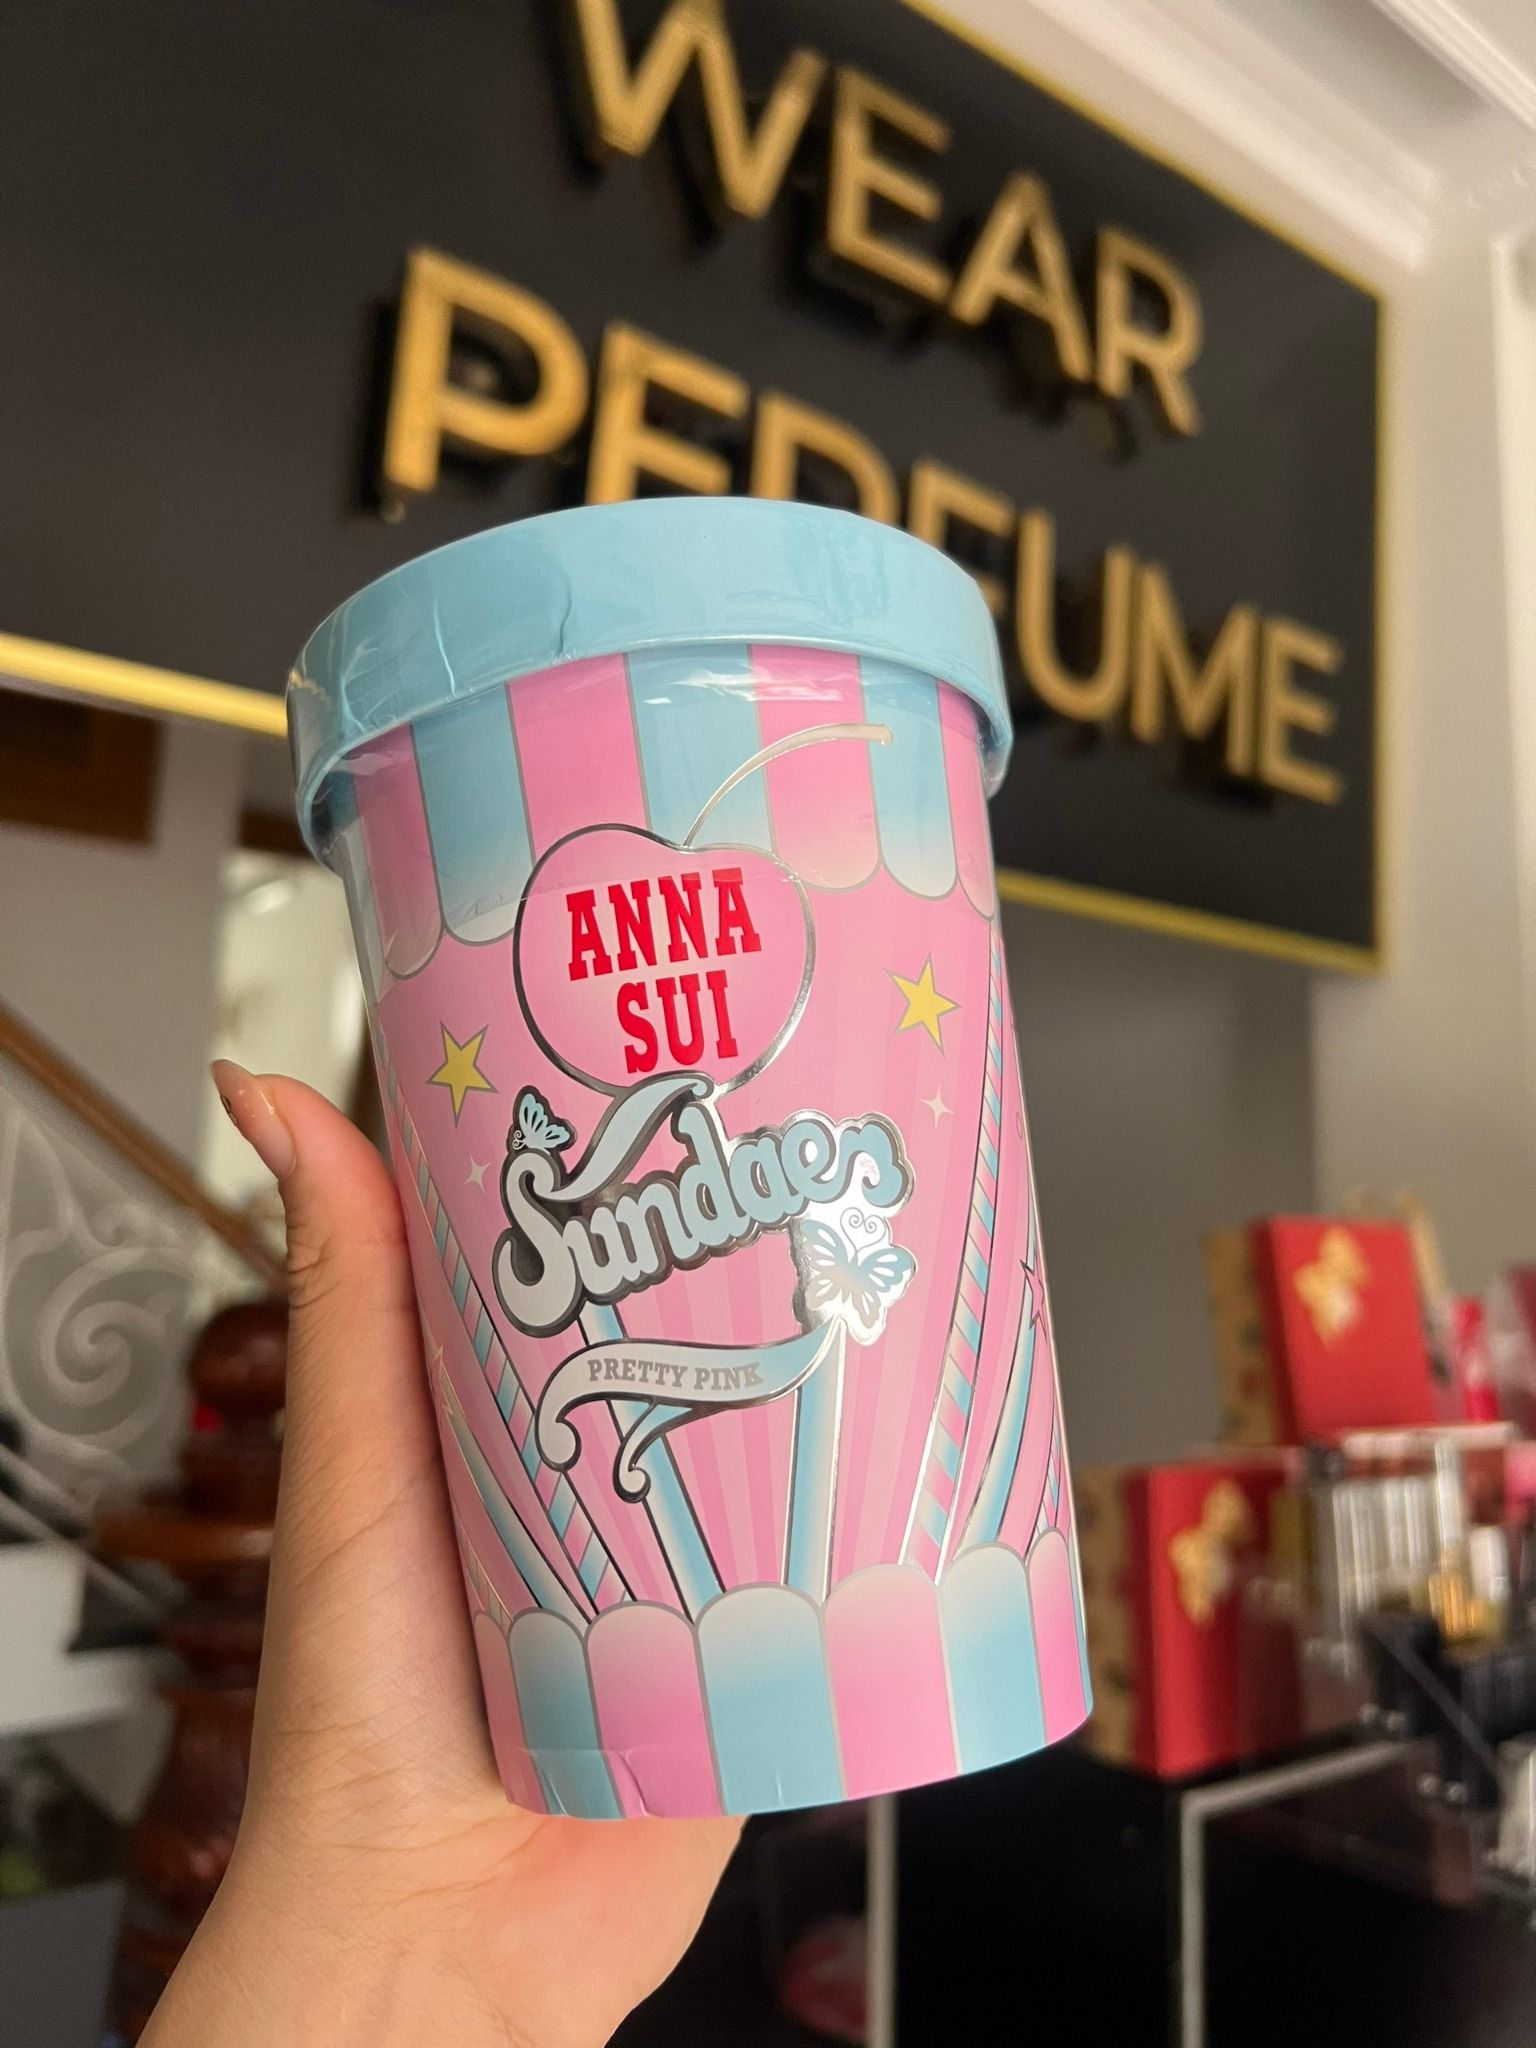 WEAR
PERFUME
ANNA
SUI
Sundaes
PRETTY PINK